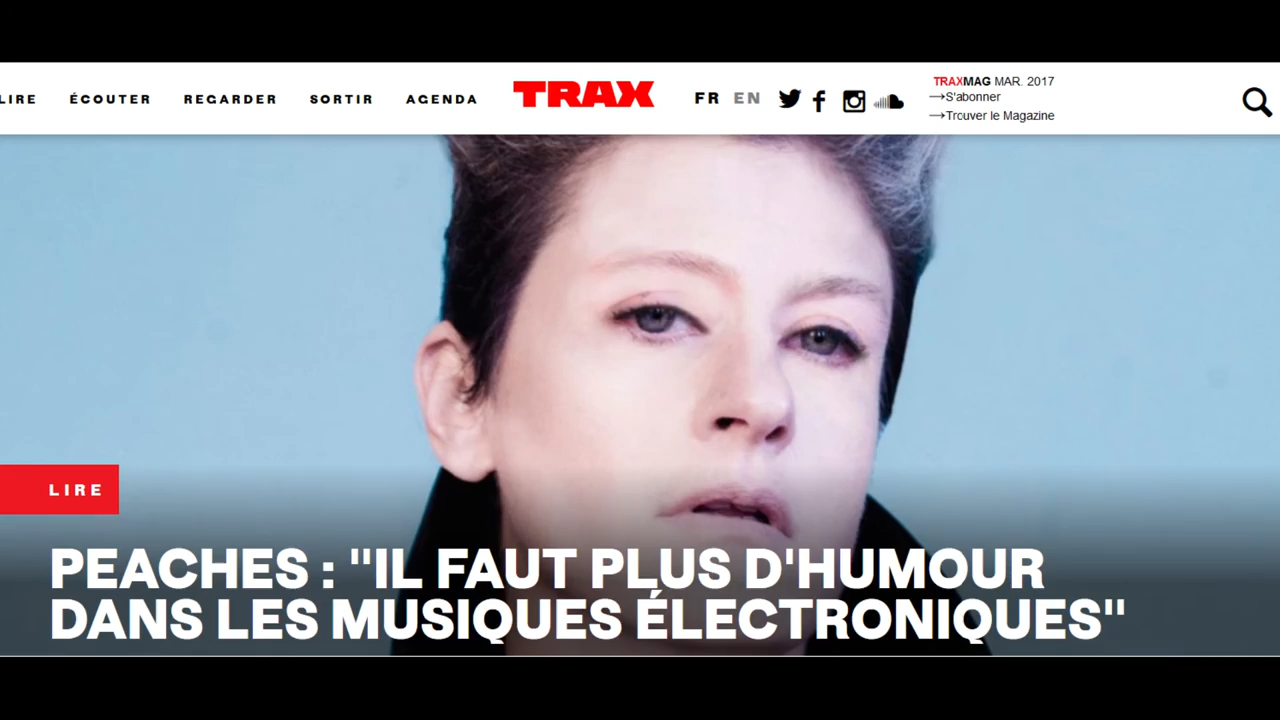 LIRE
ÉCOUTER
REGARDER
SORTIR
AGENDA
TRAX
FR EN
TRAXMAG MAR. 2017
→S'abonner
→Trouver le Magazine
LIRE
PEACHES : "IL FAUT PLUS D'HUMOUR
DANS LES MUSIQUES ÉLECTRONIQUES"